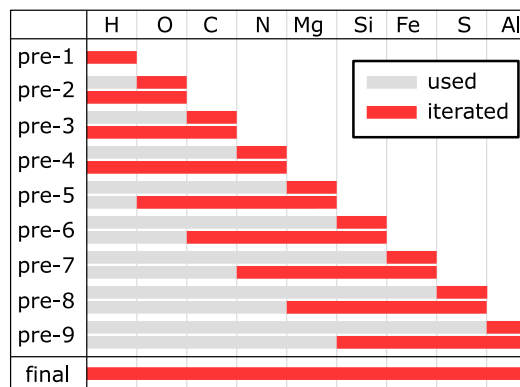 H O C N Mg Si Fe S Al
pre-1
pre-2
pre-3
pre-4
pre-5
pre-6
pre-7
pre-8
pre-9
final
used
iterated